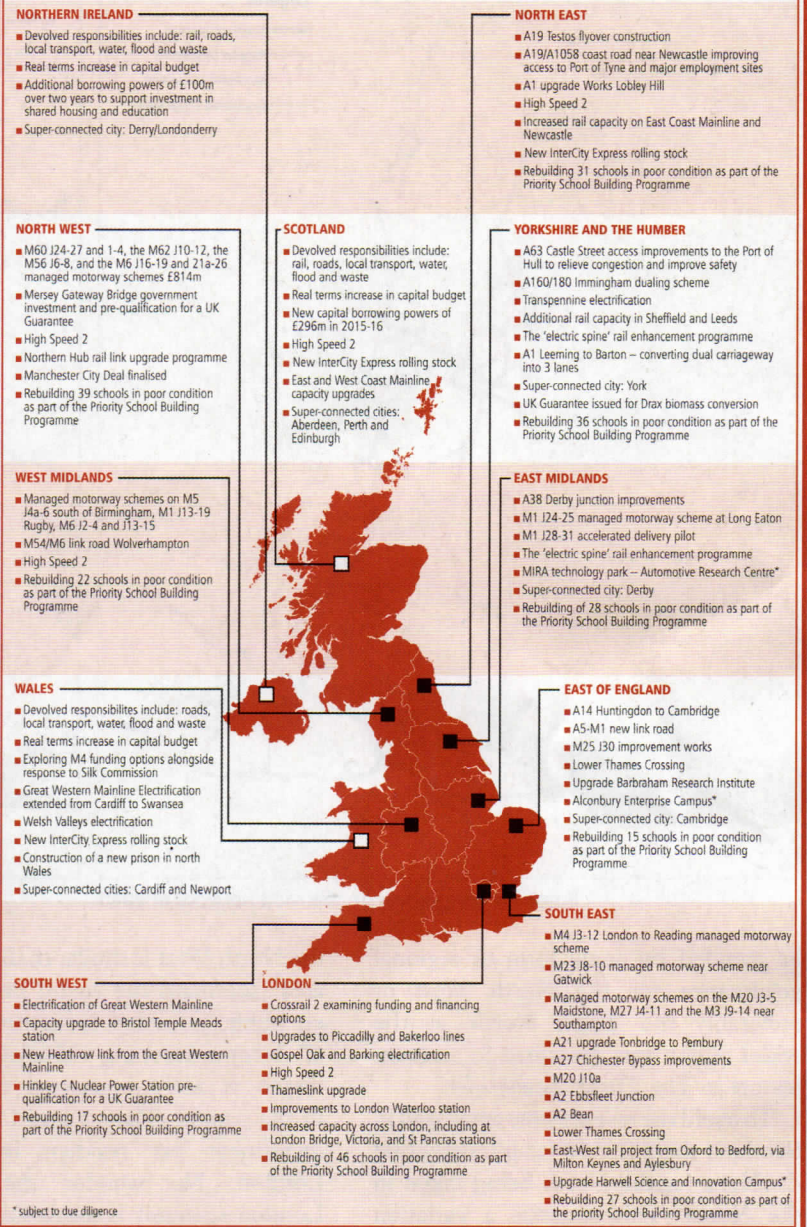 NORTHERN IRELAND
■ Devolved responsibilities include: rail, roads,
local transport, water, flood and waste
■ Real terms increase in capital budget
■ Additional borrowing powers of £100m
over two years to support investment in
shared housing and education
■ Super-connected city: Derry/Londonderry
NORTH EAST
■ A19 Testos flyover construction
■ A19/A1058 coast road near Newcastle improving
access to Port of Tyne and major employment sites
■ A1 upgrade Works Lobley Hill
■ High Speed 2
■ Increased rail capacity on East Coast Mainline and
Newcastle
■ New InterCity Express rolling stock
■ Rebuilding 31 schools in poor condition as part of the
Priority School Building Programme
NORTH WEST
■ M60 J24-27 and 1-4, the M62 J10-12, the
M56 J6-8, and the M6 J16-19 and 21a-26
managed motorway schemes £814m
■ Mersey Gateway Bridge government
investment and pre-qualification for a UK
Guarantee
■ High Speed 2
■ Northern Hub rail link upgrade programme
■ Manchester City Deal finalised
■ Rebuilding 39 schools in poor condition
as part of the Priority School Building
Programme
SCOTLAND
■ Devolved responsibilities include:
rail, roads, local transport, water,
flood and waste
■ Real terms increase in capital budget
■ New capital borrowing powers of
£296m in 2015-16
■ High Speed 2
■ New InterCity Express rolling stock
■ East and West Coast Mainline
capacity upgrades
■ Super-connected cities:
Aberdeen, Perth and
Edinburgh
YORKSHIRE AND THE HUMBER
■ A63 Castle Street access improvements to the Port of
Hull to relieve congestion and improve safety
■ A160/180 Immingham dualing scheme
■ Transpennine electrification
■ Additional rail capacity in Sheffield and Leeds
■ The 'electric spine' rail enhancement programme
■ A1 Leeming to Barton – converting dual carriageway
into 3 lanes
■ Super-connected city: York
■ UK Guarantee issued for Drax biomass conversion
■ Rebuilding 36 schools in poor condition as part of the
Priority School Building Programme
WEST MIDLANDS
■ Managed motorway schemes on M5
J4a-6 south of Birmingham, M1 J13-19
Rugby, M6 J2-4 and J13-15
■ M54/M6 link road Wolverhampton
■ High Speed 2
■ Rebuilding 22 schools in poor condition
as part of the Priority School Building
Programme
EAST MIDLANDS
■ A38 Derby junction improvements
■ M1 J24-25 managed motorway scheme at Long Eaton
■ M1 J28-31 accelerated delivery pilot
■ The 'electric spine' rail enhancement programme
■ MIRA technology park – Automotive Research Centre*
■ Super-connected city: Derby
■ Rebuilding of 28 schools in poor condition as part of
the Priority School Building Programme
WALES
■ Devolved responsibilites include: roads,
local transport, water, flood and waste
■ Real terms increase in capital budget
■ Exploring M4 funding options alongside
response to Silk Commission
■ Great Western Mainline Electrification
extended from Cardiff to Swansea
■ Welsh Valleys electrification
■ New InterCity Express rolling stock
■ Construction of a new prison in north
Wales
■ Super-connected cities: Cardiff and Newport
EAST OF ENGLAND
■ A14 Huntingdon to Cambridge
■ A5-M1 new link road
■ M25 J30 improvement works
■ Lower Thames Crossing
■ Upgrade Barbraham Research Institute
■ Alconbury Enterprise Campus*
■ Super-connected city: Cambridge
■ Rebuilding 15 schools in poor condition
as part of the Priority School Building
Programme
SOUTH WEST
■ Electrification of Great Western Mainline
■ Capacity upgrade to Bristol Temple Meads
station
■ New Heathrow link from the Great Western
Mainline
■ Hinkley C Nuclear Power Station pre-
qualification for a UK Guarantee
■ Rebuilding 17 schools in poor condition as
part of the Priority School Building Programme
LONDON
■ Crossrail 2 examining funding and financing
options
■ Upgrades to Piccadilly and Bakerloo lines
■ Gospel Oak and Barking electrification
■ High Speed 2
■ Thameslink upgrade
■ Improvements to London Waterloo station
■ Increased capacity across London, including at
London Bridge, Victoria, and St Pancras stations
■ Rebuilding of 46 schools in poor condition as part
of the Priority School Building Programme
SOUTH EAST
■ M4 J3-12 London to Reading managed motorway
scheme
■ M23 J8-10 managed motorway scheme near
Gatwick
■ Managed motorway schemes on the M20 J3-5
Maidstone, M27 J4-11 and the M3 J9-14 near
Southampton
■ A21 upgrade Tonbridge to Pembury
■ A27 Chichester Bypass improvements
■ M20 J10a
■ A2 Ebbsfleet Junction
■ A2 Bean
■ Lower Thames Crossing
■ East-West rail project from Oxford to Bedford, via
Milton Keynes and Aylesbury
■ Upgrade Harwell Science and Innovation Campus*
■ Rebuilding 27 schools in poor condition as part of
the priority School Building Programme
* subject to due diligence